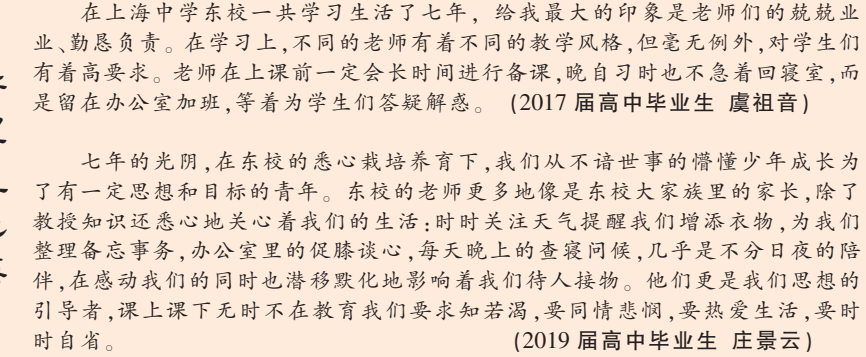 在上海中学东校一共学习生活了七年，给我最大的印象是老师们的兢兢业
业、勤恳负责。在学习上，不同的老师有着不同的教学风格，但毫无例外，对学生们
有着高要求。老师在上课前一定会长时间进行备课，晚自习时也不急着回寝室，而
是留在办公室加班，等着为学生们答疑解惑。（2017 届高中毕业生 虞祖音）
七年的光阴，在东校的悉心栽培养育下，我们从不谙世事的懵懂少年成长为
了有一定思想和目标的青年。东校的老师更多地像是东校大家族里的家长，除了
教授知识还悉心地关心着我们的生活：时时关注天气提醒我们增添衣物，为我们
整理备忘事务，办公室里的促膝谈心，每天晚上的查寝问候，几乎是不分日夜的陪
伴，在感动我们的同时也潜移默化地影响着我们待人接物。他们更是我们思想的
引导者，课上课下无时不在教育我们要求知若渴，要同情悲悯，要热爱生活，要时
时自省。（2019 届高中毕业生 庄景云）